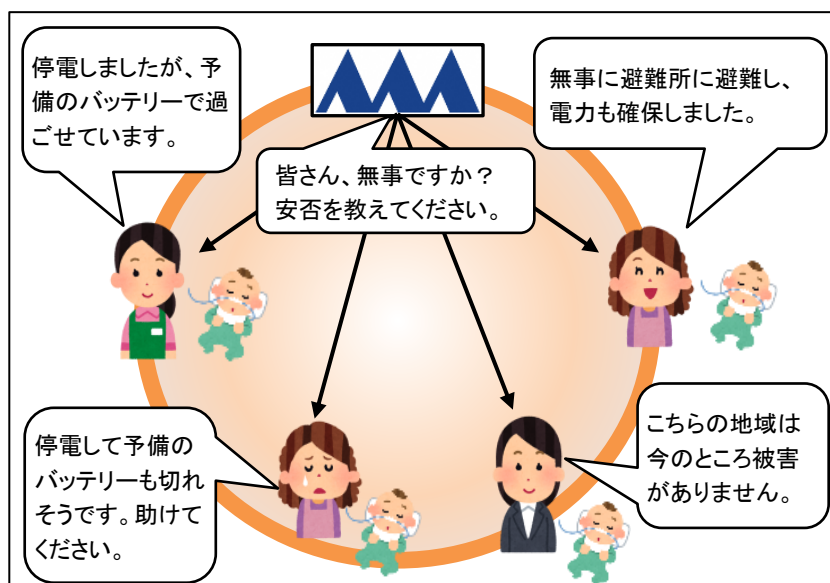 停電しましたが、予
備のバッテリーで過
ごせています。
無事に避難所に避難し、
電力も確保しました。
皆さん、無事ですか？
安否を教えてください。
停電して予備の
バッテリーも切れ
そうです。助けて
ください。
こちらの地域は
今のところ被害
がありません。